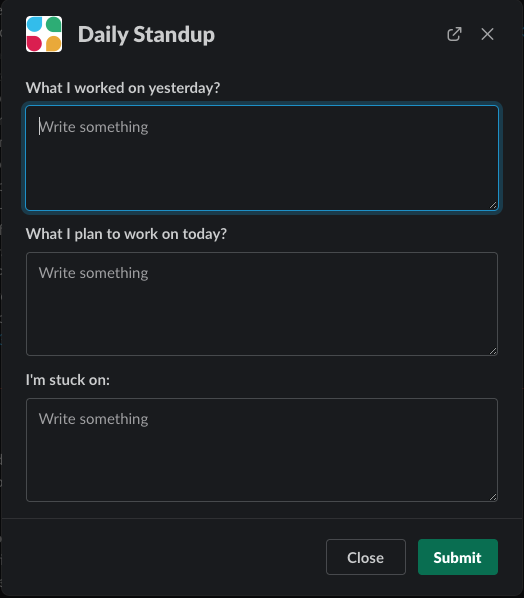 Daily Standup
What I worked on yesterday?
Write something
What I plan to work on today?
Write something
I'm stuck on:
Write something
Close
Submit